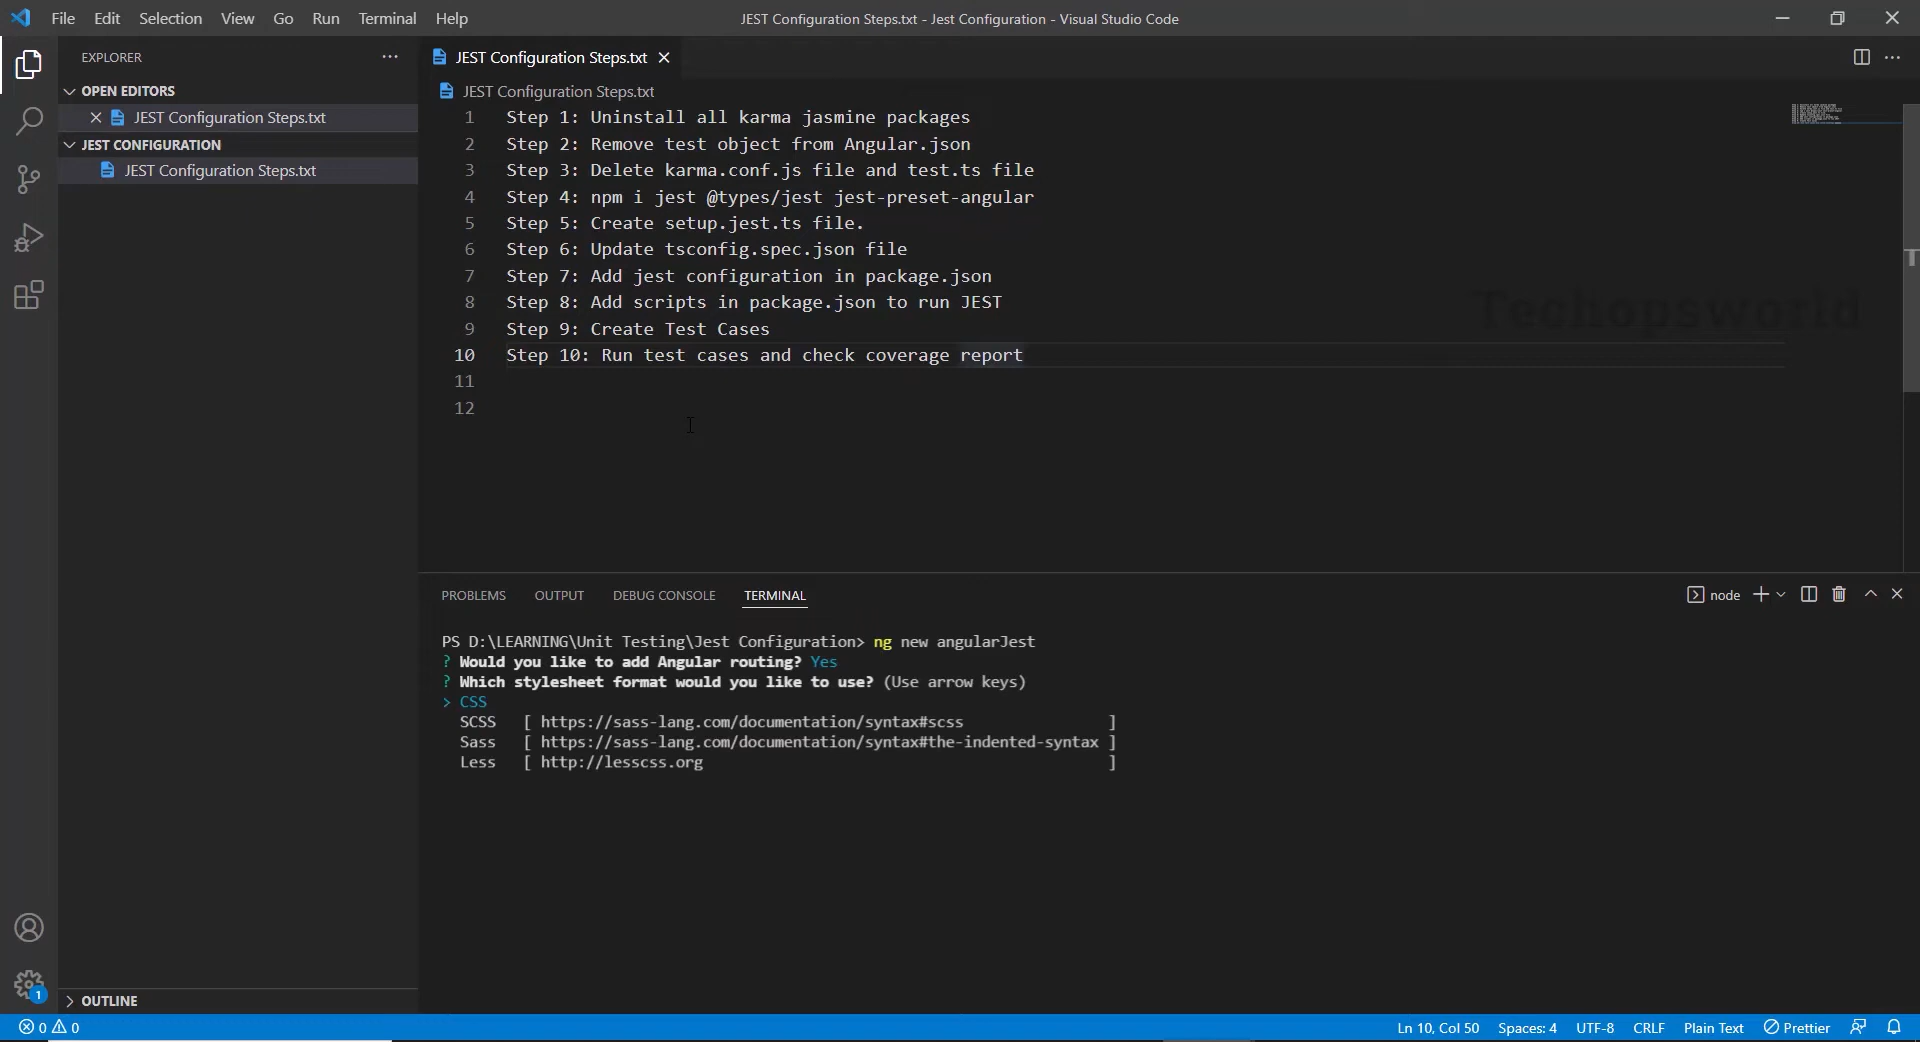 File Edit Selection View Go Run Terminal Help
JEST Configuration Steps.txt - Jest Configuration - Visual Studio Code
EXPLORER
OPEN EDITORS
JEST Configuration Steps.txt
JEST CONFIGURATION
JEST Configuration Steps.txt
OUTLINE
JEST Configuration Steps.txt
JEST Configuration Steps.txt
1 Step 1: Uninstall all karma jasmine packages
2 Step 2: Remove test object from Angular.json
3 Step 3: Delete karma.conf.js file and test.ts file
4 Step 4: npm i jest @types/jest jest-preset-angular
5 Step 5: Create setup.jest.ts file.
6 Step 6: Update tsconfig.spec.json file
7 Step 7: Add jest configuration in package.json
8 Step 8: Add scripts in package.json to run JEST
9 Step 9: Create Test Cases
10 Step 10: Run test cases and check coverage report
11
12
Techopsworld
T
PROBLEMS OUTPUT DEBUG CONSOLE TERMINAL
node
PS D:\LEARNING\Unit Testing\Jest Configuration> ng new angularJest
? Would you like to add Angular routing? Yes
? Which stylesheet format would you like to use? (Use arrow keys)
> CSS
SCSS [ https://sass-lang.com/documentation/syntax#scss ]
Sass [ https://sass-lang.com/documentation/syntax#the-indented-syntax ]
Less [ http://lesscss.org ]
1
0 0
Ln 10, Col 50 Spaces: 4 UTF-8 CRLF Plain Text Prettier